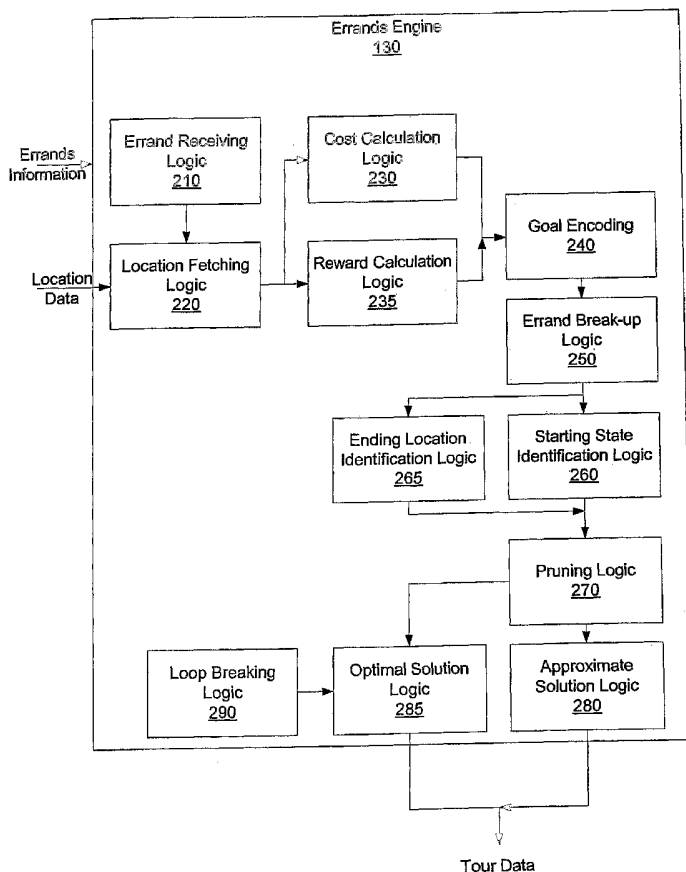 Errands Engine
130
Errands
Information
Errand Receiving
Logic
210
Cost Calculation
Logic
230
Location
Data
Location Fetching
Logic
220
Reward Calculation
Logic
235
Goal Encoding
240
Errand Break-up
Logic
250
Ending Location
Identification Logic
265
Starting State
Identification Logic
260
Pruning Logic
270
Loop Breaking
Logic
290
Optimal Solution
Logic
285
Approximate
Solution Logic
280
Tour Data